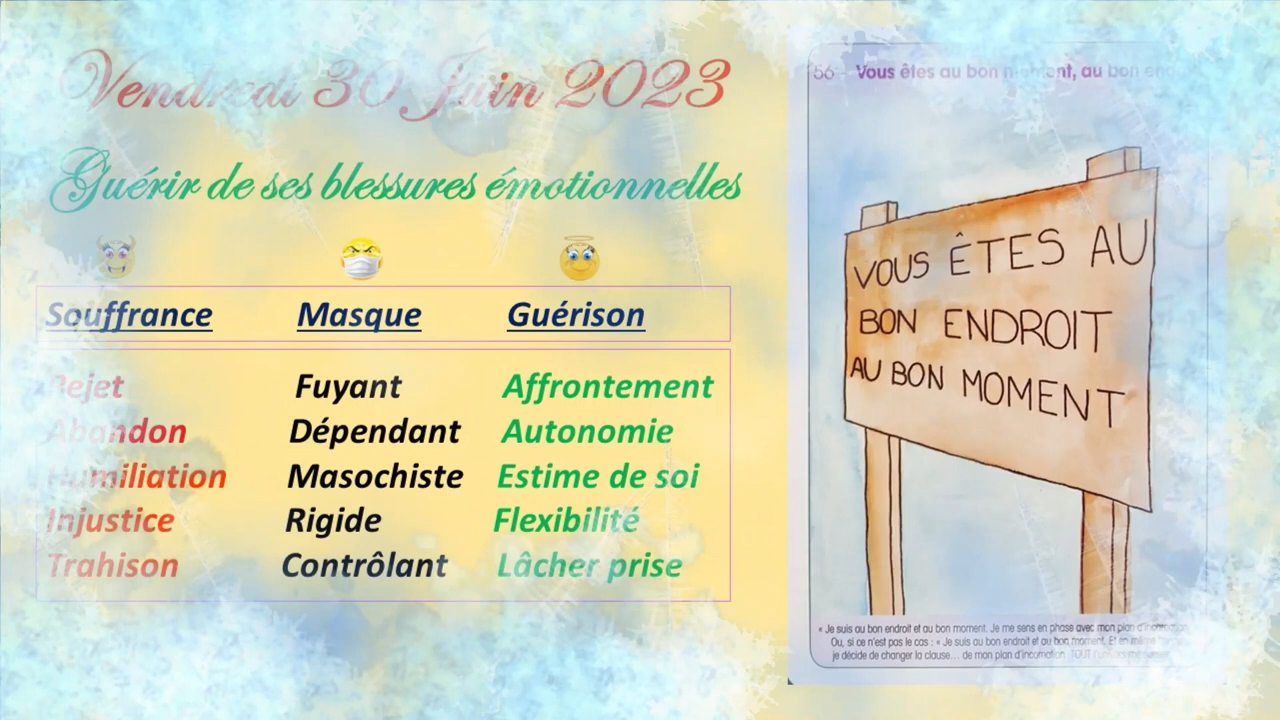 Vendredi 30 Juin 2023
Guérir de ses blessures émotionnelles
Souffrance Masque Guérison
Rejet Fuyant Affrontement
Abandon Dépendant Autonomie
Humiliation Masochiste Estime de soi
Injustice Rigide Flexibilité
Trahison Contrôlant Lâcher prise
56 - Vous êtes au bon moment, au bon
VOUS ÊTES AU
BON ENDROIT
AU BON MOMENT
« Je suis au bon endroit et au bon moment. Je me sens en phase avec mon plan d'incarnation
Ou, si ce n'est pas le cas : « Je suis au bon endroit et au bon moment. Et en même
je décide de changer la clause... de mon plan d'incarnation. TOUT